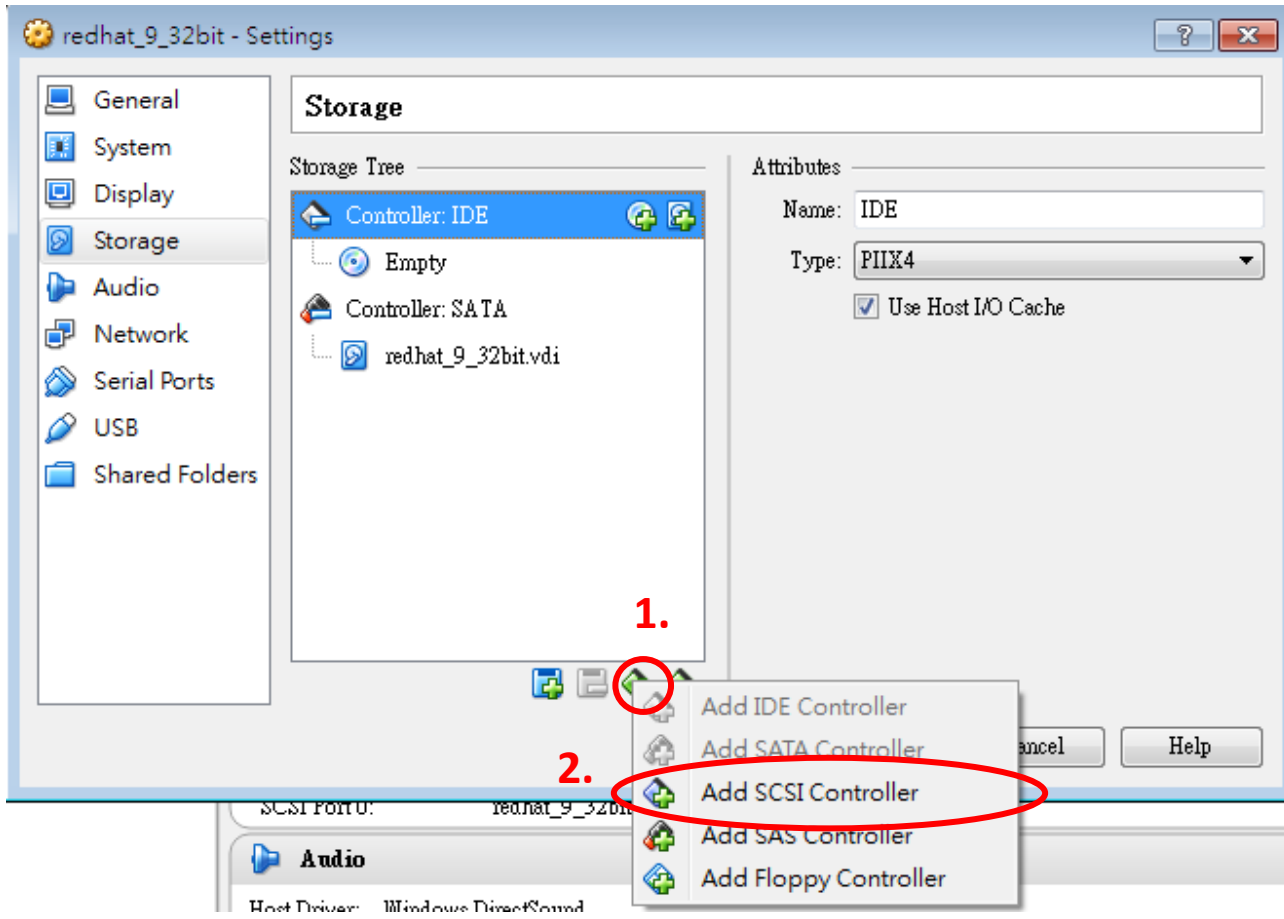 redhat_9_32bit - Settings
General
System
Display
Storage
Audio
Network
Serial Ports
USB
Shared Folders
Storage
Storage Tree
Controller: IDE
Empty
Controller: SATA
redhat_9_32bit.vdi
Attributes
Name: IDE
Type: PIIX4
Use Host I/O Cache
1.
2.
Add IDE Controller
Add SATA Controller
Add SCSI Controller
Add SAS Controller
Add Floppy Controller
ancel
Help
SCSI Port 0: redhat_9_32bi
Audio
Host Driver: Windows DirectSound